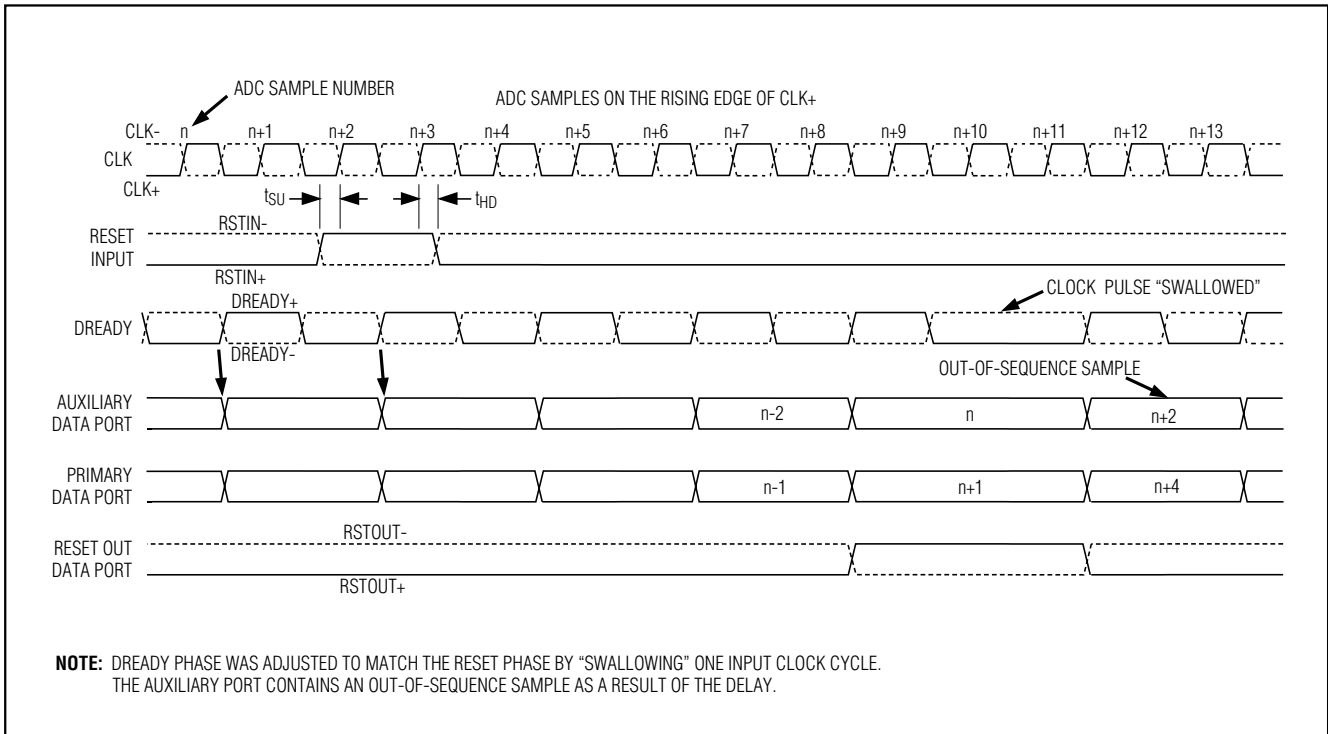 ADC SAMPLE NUMBER
ADC SAMPLES ON THE RISING EDGE OF CLK+
CLK- n n+1 n+2 n+3 n+4 n+5 n+6 n+7 n+8 n+9 n+10 n+11 n+12 n+13
CLK
CLK+
tSU tHD
RSTIN-
RESET
INPUT
RSTIN+
DREADY+
CLOCK PULSE “SWALLOWED”
DREADY
DREADY-
OUT-OF-SEQUENCE SAMPLE
AUXILIARY
DATA PORT
n-2 n n+2
PRIMARY
DATA PORT
n-1 n+1 n+4
RSTOUT-
RESET OUT
DATA PORT
RSTOUT+
NOTE: DREADY PHASE WAS ADJUSTED TO MATCH THE RESET PHASE BY “SWALLOWING” ONE INPUT CLOCK CYCLE.
THE AUXILIARY PORT CONTAINS AN OUT-OF-SEQUENCE SAMPLE AS A RESULT OF THE DELAY.